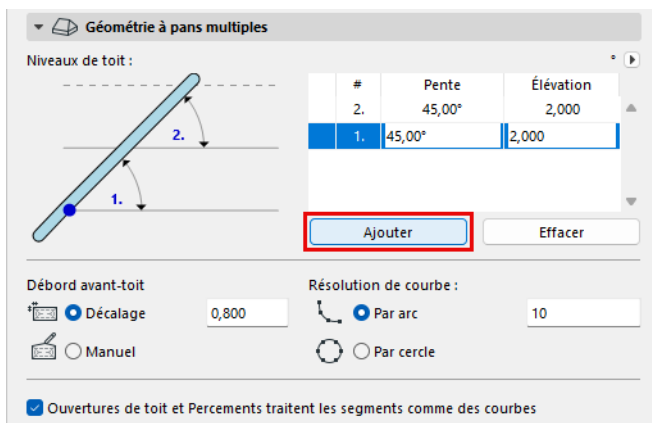 Géométrie à pans multiples
Niveaux de toit :
°
# Pente Élévation
2. 45,00° 2,000
1. 45,00° 2,000
2.
1.
Ajouter Effacer
Débord avant-toit Résolution de courbe :
Décalage 0,800 Par arc 10
Manuel Par cercle
Ouvertures de toit et Percements traitent les segments comme des courbes